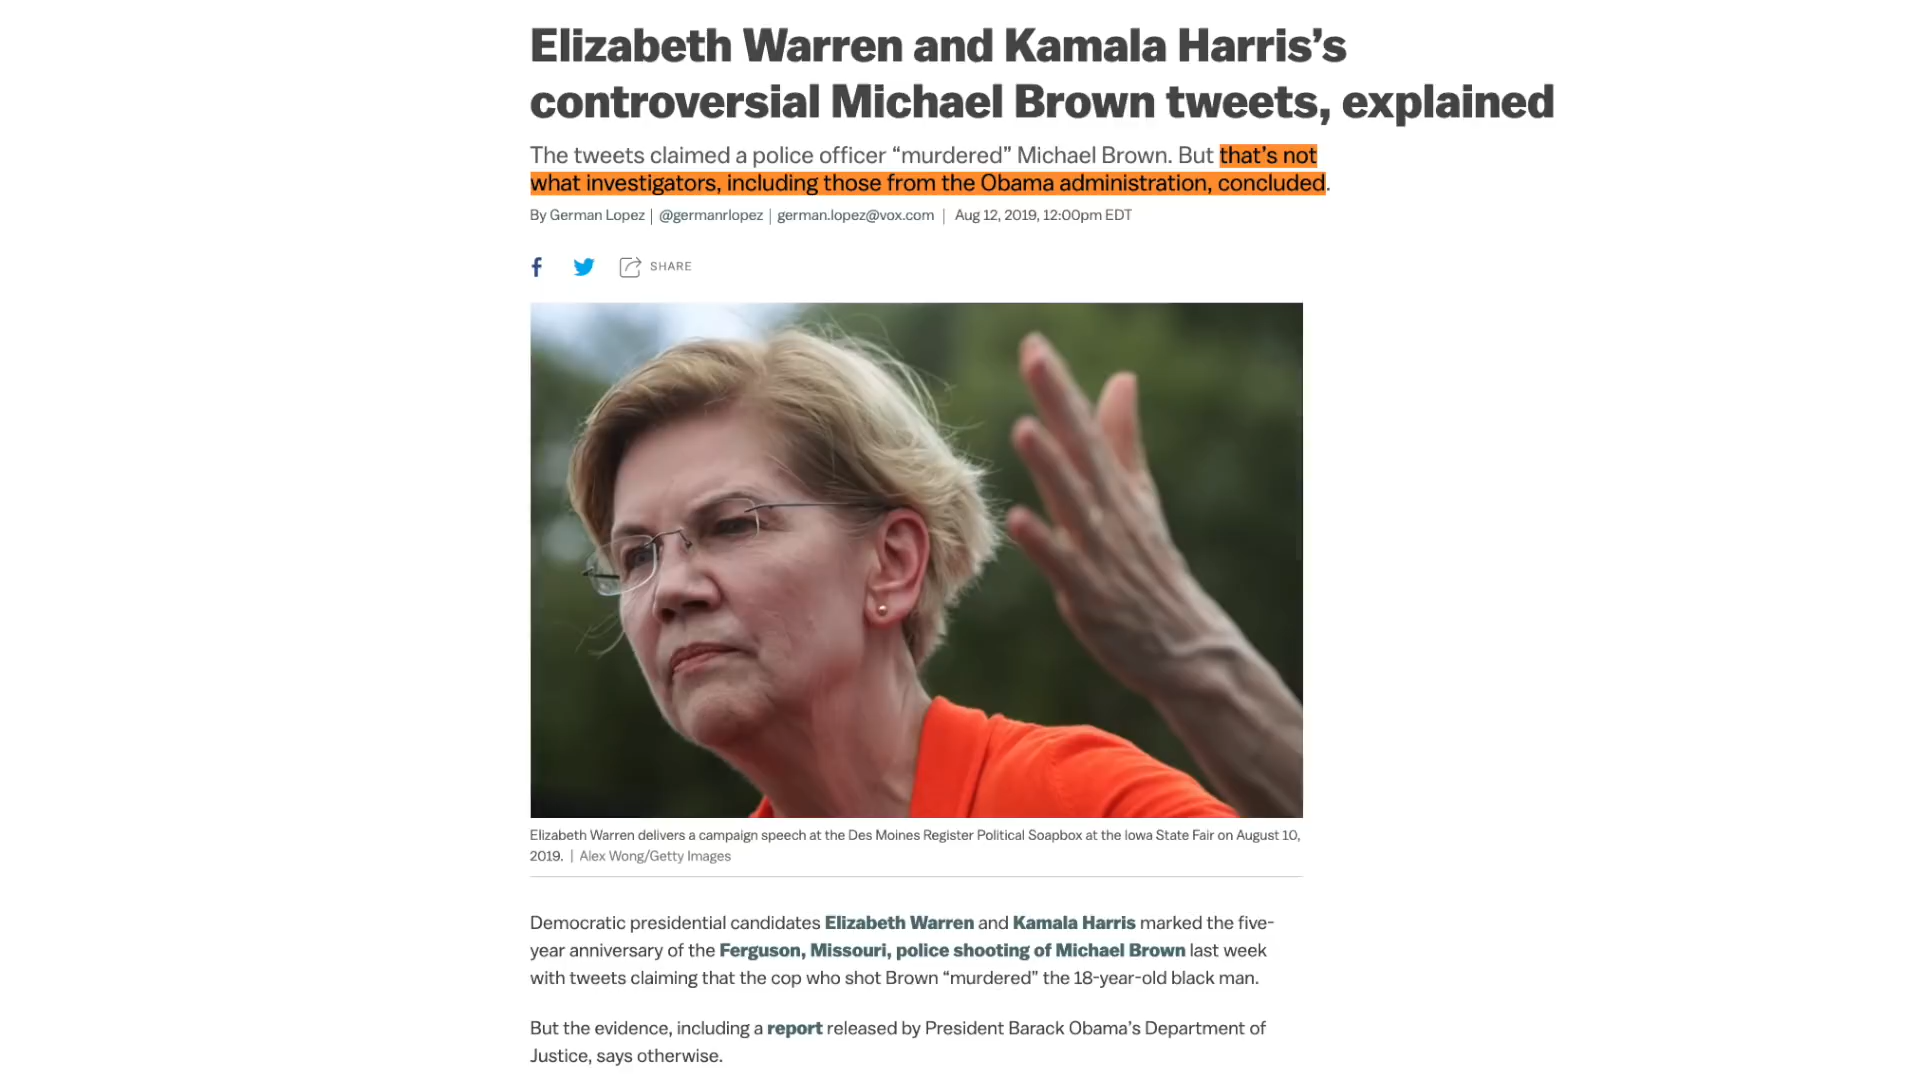 Elizabeth Warren and Kamala Harris’s
controversial Michael Brown tweets, explained
The tweets claimed a police officer “murdered” Michael Brown. But that’s not
what investigators, including those from the Obama administration, concluded.
By German Lopez | @germanrlopez | german.lopez@vox.com | Aug 12, 2019, 12:00pm EDT
SHARE
Elizabeth Warren delivers a campaign speech at the Des Moines Register Political Soapbox at the Iowa State Fair on August 10,
2019. | Alex Wong/Getty Images
Democratic presidential candidates Elizabeth Warren and Kamala Harris marked the five-
year anniversary of the Ferguson, Missouri, police shooting of Michael Brown last week
with tweets claiming that the cop who shot Brown “murdered” the 18-year-old black man.
But the evidence, including a report released by President Barack Obama’s Department of
Justice, says otherwise.